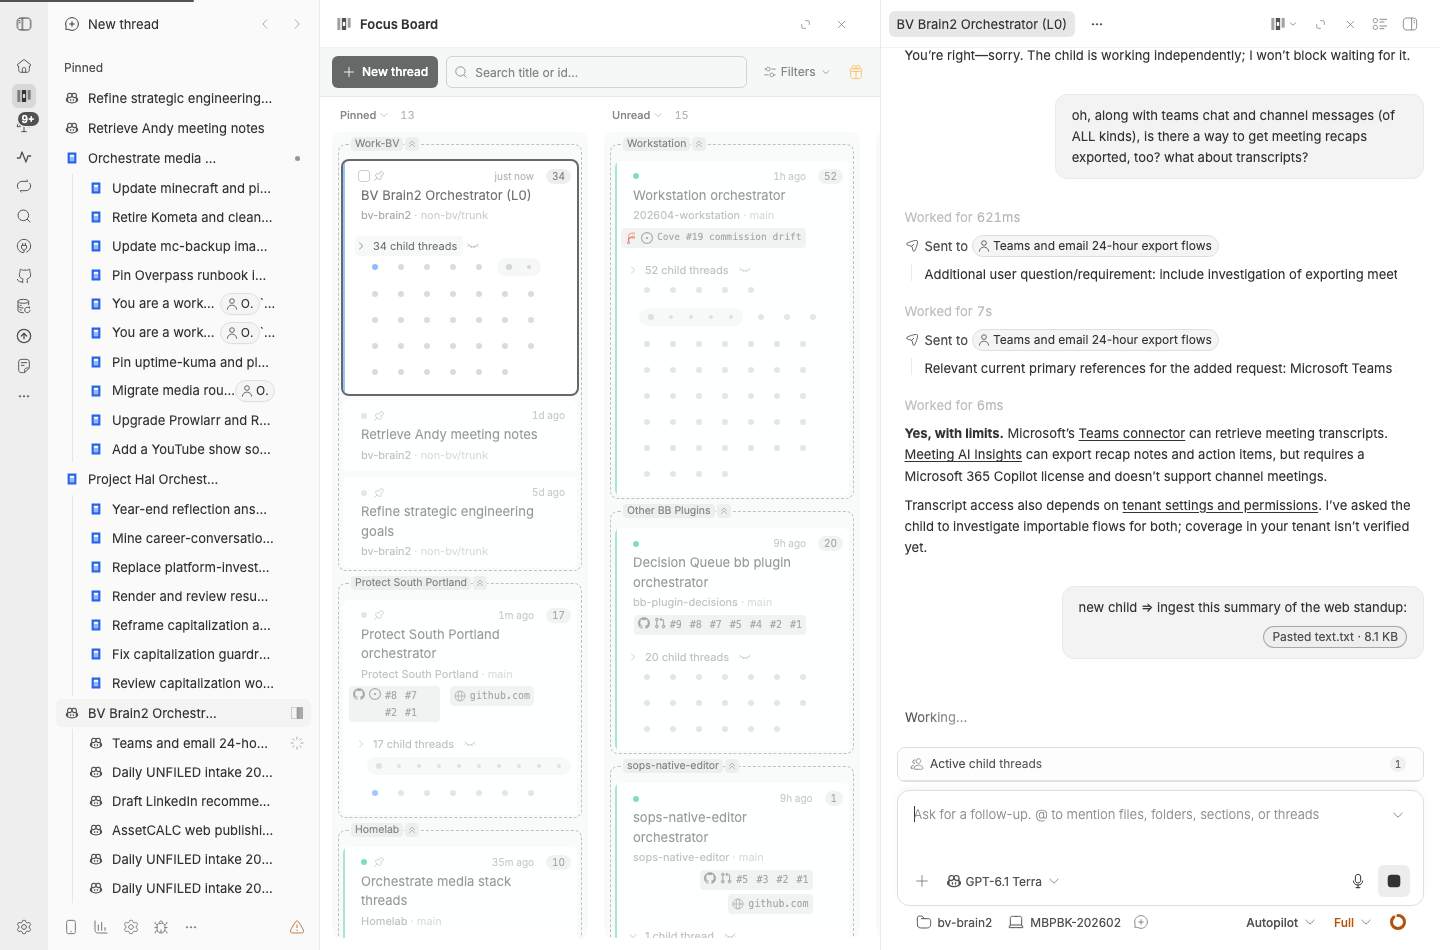 New thread
Pinned
Refine strategic engineering...
Retrieve Andy meeting notes
Orchestrate media ...
Update minecraft and pl...
Retire Kometa and clean...
Update mc-backup ima...
Pin Overpass runbook i...
You are a work... O. `...
You are a work... O. `...
Pin uptime-kuma and pl...
Migrate media rou... O.
Upgrade Prowlarr and R...
Add a YouTube show so...
Project Hal Orchest...
Year-end reflection ans...
Mine career-conversatio...
Replace platform-invest...
Render and review resu...
Reframe capitalization a...
Fix capitalization guardr...
Review capitalization wo...
BV Brain2 Orchestr...
Teams and email 24-ho...
Daily UNFILED intake 20...
Draft LinkedIn recomme...
AssetCALC web publishi...
Daily UNFILED intake 20...
Daily UNFILED intake 20...
9+
Focus Board
New thread
Search title or id...
Filters
Pinned 13
Work-BV
just now 34
BV Brain2 Orchestrator (L0)
bv-brain2 · non-bv/trunk
34 child threads
1d ago
Retrieve Andy meeting notes
bv-brain2 · non-bv/trunk
5d ago
Refine strategic engineering
goals
bv-brain2 · non-bv/trunk
Protect South Portland
1m ago 17
Protect South Portland
orchestrator
Protect South Portland · main
#8 #7
#2 #1
github.com
17 child threads
Homelab
35m ago 10
Orchestrate media stack
threads
Homelab · main
Unread 15
Workstation
1h ago 52
Workstation orchestrator
202604-workstation · main
Cove #19 commission drift
52 child threads
Other BB Plugins
9h ago 20
Decision Queue bb plugin
orchestrator
bb-plugin-decisions · main
#9 #8 #7 #5 #4 #2 #1
20 child threads
sops-native-editor
9h ago 1
sops-native-editor
orchestrator
sops-native-editor · main
#5 #3 #2 #1
github.com
1 child thread
BV Brain2 Orchestrator (L0)
You're right—sorry. The child is working independently; I won't block waiting for it.
oh, along with teams chat and channel messages (of
ALL kinds), is there a way to get meeting recaps
exported, too? what about transcripts?
Worked for 621ms
Sent to Teams and email 24-hour export flows
Additional user question/requirement: include investigation of exporting meet
Worked for 7s
Sent to Teams and email 24-hour export flows
Relevant current primary references for the added request: Microsoft Teams
Worked for 6ms
Yes, with limits. Microsoft's Teams connector can retrieve meeting transcripts.
Meeting AI Insights can export recap notes and action items, but requires a
Microsoft 365 Copilot license and doesn't support channel meetings.
Transcript access also depends on tenant settings and permissions. I've asked the
child to investigate importable flows for both; coverage in your tenant isn't verified
yet.
new child ⇒ ingest this summary of the web standup:
Pasted text.txt · 8.1 KB
Working...
Active child threads 1
Ask for a follow-up. @ to mention files, folders, sections, or threads
GPT-6.1 Terra
bv-brain2 MBPBK-202602 Autopilot Full